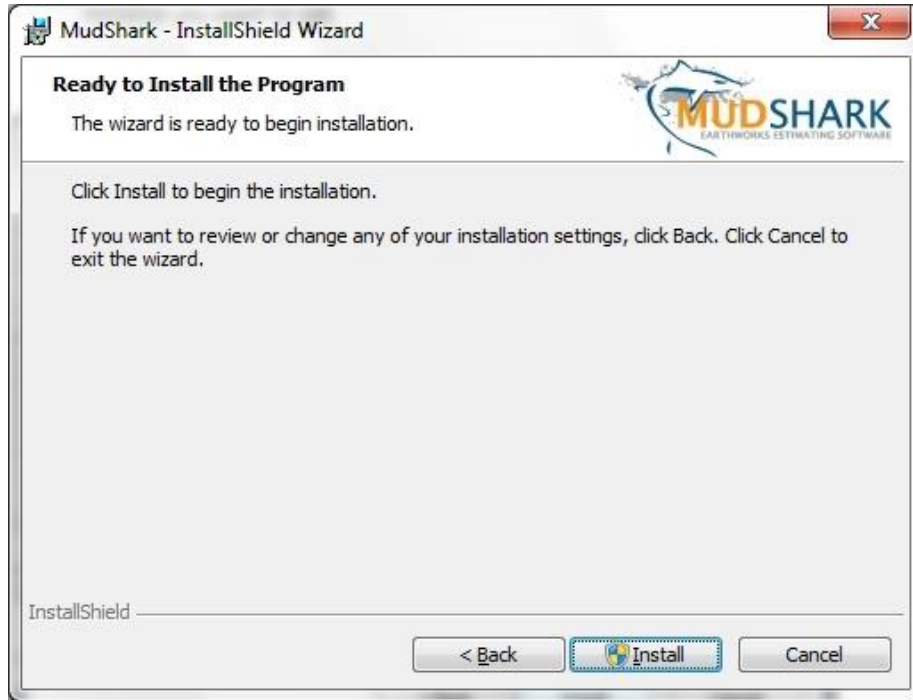 MudShark - InstallShield Wizard
Ready to Install the Program
The wizard is ready to begin installation.
MUDSHARK
EARTHWORKS ESTIMATING SOFTWARE
Click Install to begin the installation.
If you want to review or change any of your installation settings, click Back. Click Cancel to
exit the wizard.
InstallShield
< Back
Install
Cancel